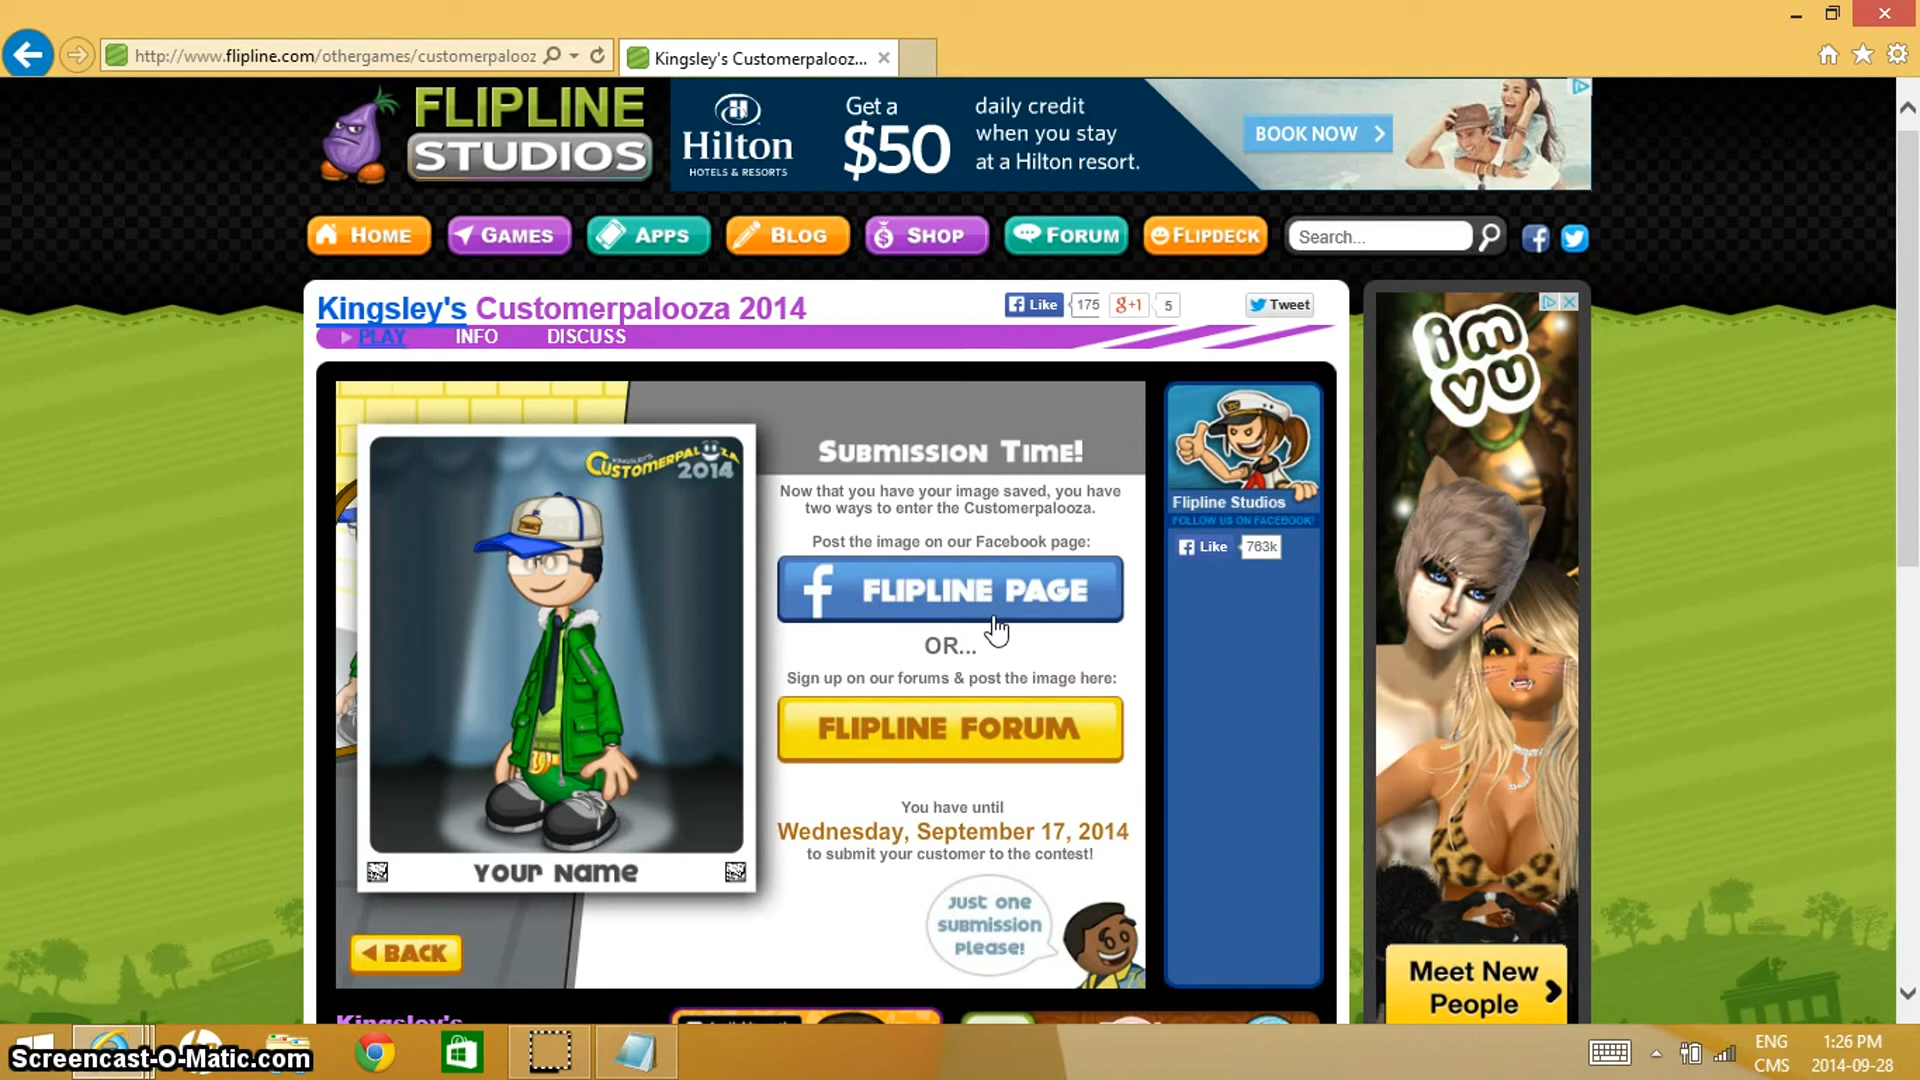 http://www.flipline.com/othergames/customerpalooz
Kingsley's Customerpalooz...
FLIPLINE
STUDIOS
Hilton
HOTELS & RESORTS
Get a
$50
daily credit
when you stay
at a Hilton resort.
BOOK NOW
HOME
GAMES
APPS
BLOG
SHOP
FORUM
FLIPDECK
Search...
Kingsley's Customerpalooza 2014
Like 175
g+1 5
Tweet
PLAY INFO DISCUSS
KINGSLEY'S
CUSTOMERPALOOZA
2014
YOUR NAME
BACK
SUBMISSION TIME!
Now that you have your image saved, you have
two ways to enter the Customerpalooza.
Post the image on our Facebook page:
f FLIPLINE PAGE
OR...
Sign up on our forums & post the image here:
FLIPLINE FORUM
You have until
Wednesday, September 17, 2014
to submit your customer to the contest!
Just one
submission
please!
Flipline Studios
FOLLOW US ON FACEBOOK!
Like 763k
imvu
Meet New
People
Kingsley's
Screencast-O-Matic.com
ENG
CMS
1:26 PM
2014-09-28